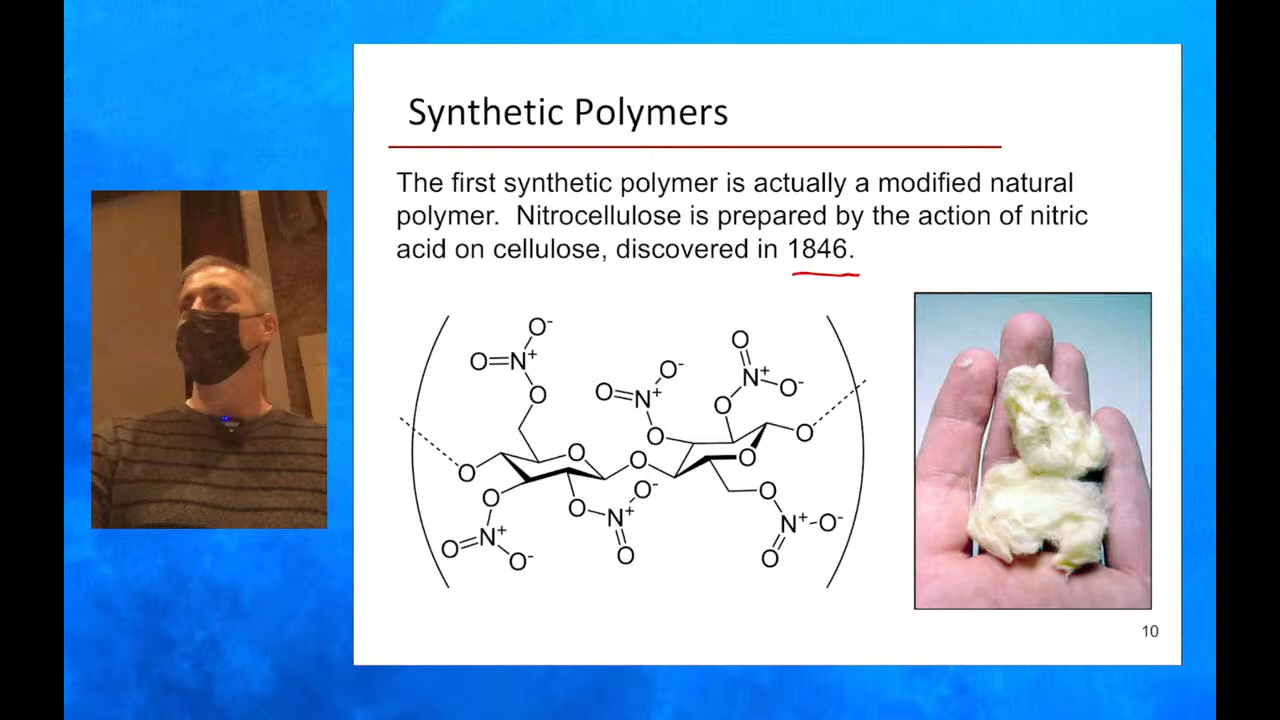 Synthetic Polymers
The first synthetic polymer is actually a modified natural
polymer.  Nitrocellulose is prepared by the action of nitric
acid on cellulose, discovered in 1846.
O-
O=N+
O
O-
O=N+
O
O
N+
O-
O
O
O
O
O
O
O
O
N+
O-
O
O
O-
N+
O
O
N+-O-
O
O=N+
O-
10